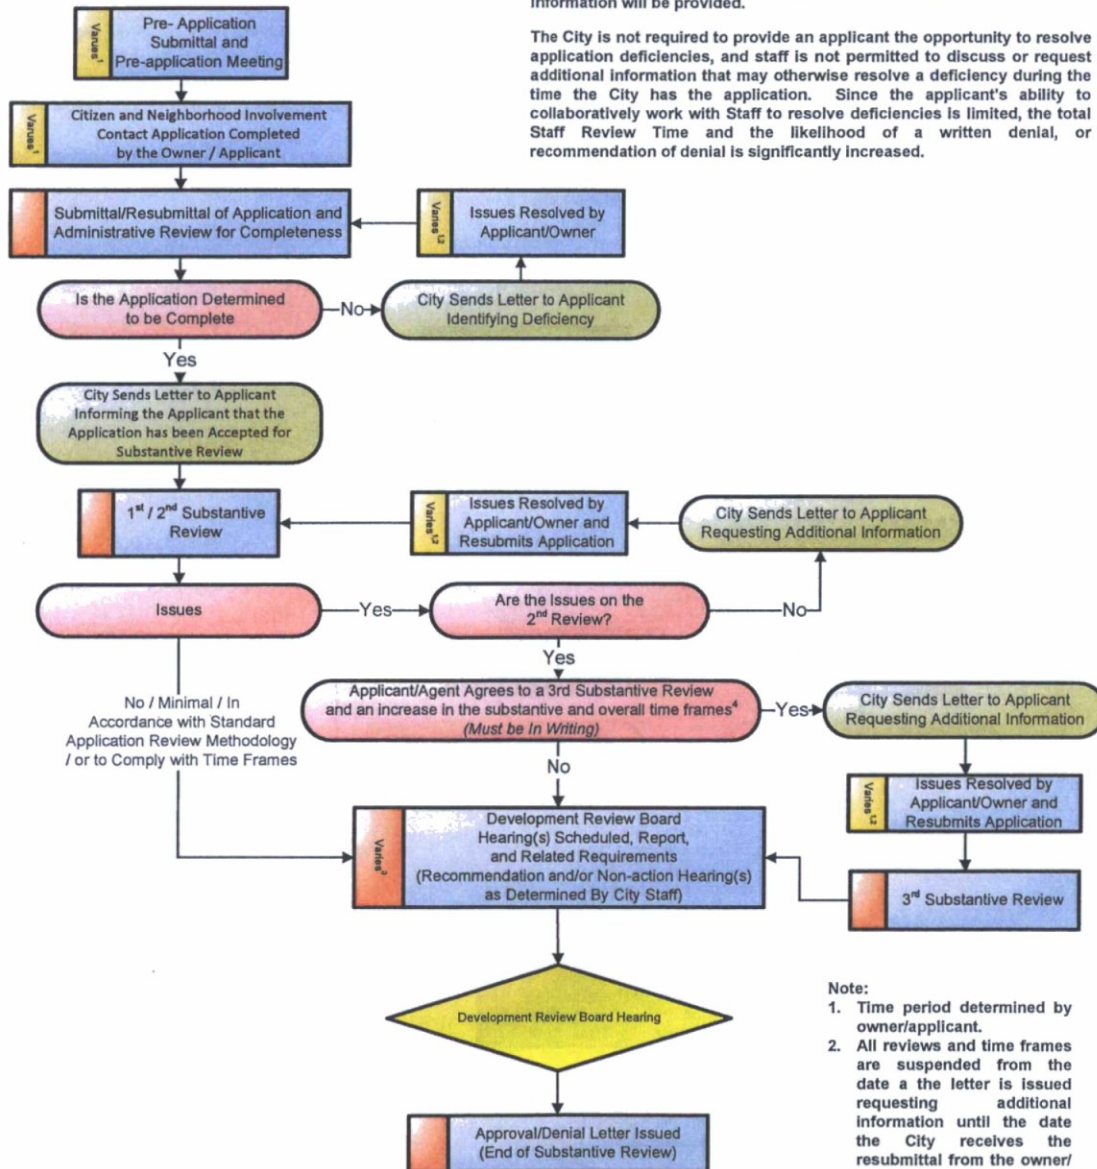 information will be provided.
The City is not required to provide an applicant the opportunity to resolve
application deficiencies, and staff is not permitted to discuss or request
additional information that may otherwise resolve a deficiency during the
time the City has the application. Since the applicant's ability to
collaboratively work with Staff to resolve deficiencies is limited, the total
Staff Review Time and the likelihood of a written denial, or
recommendation of denial is significantly increased.
Varues1
Pre- Application
Submittal and
Pre-application Meeting
Varues1
Citizen and Neighborhood Involvement
Contact Application Completed
by the Owner / Applicant
Submittal/Resubmittal of Application and
Administrative Review for Completeness
Varies1,2
Issues Resolved by
Applicant/Owner
Is the Application Determined
to be Complete
No
City Sends Letter to Applicant
Identifying Deficiency
Yes
City Sends Letter to Applicant
Informing the Applicant that the
Application has been Accepted for
Substantive Review
1st / 2nd Substantive
Review
Varies1,2
Issues Resolved by
Applicant/Owner and
Resubmits Application
City Sends Letter to Applicant
Requesting Additional Information
Issues
Yes
Are the Issues on the
2nd Review?
No
Yes
No / Minimal / In
Accordance with Standard
Application Review Methodology
/ or to Comply with Time Frames
Applicant/Agent Agrees to a 3rd Substantive Review
and an increase in the substantive and overall time frames4
(Must be In Writing)
Yes
City Sends Letter to Applicant
Requesting Additional Information
No
Varies1,2
Issues Resolved by
Applicant/Owner and
Resubmits Application
Varies3
Development Review Board
Hearing(s) Scheduled, Report,
and Related Requirements
(Recommendation and/or Non-action Hearing(s)
as Determined By City Staff)
3rd Substantive Review
Development Review Board Hearing
Approval/Denial Letter Issued
(End of Substantive Review)
Note:
1. Time period determined by
owner/applicant.
2. All reviews and time frames
are suspended from the
date a the letter is issued
requesting additional
information until the date
the City receives the
resubmittal from the owner/